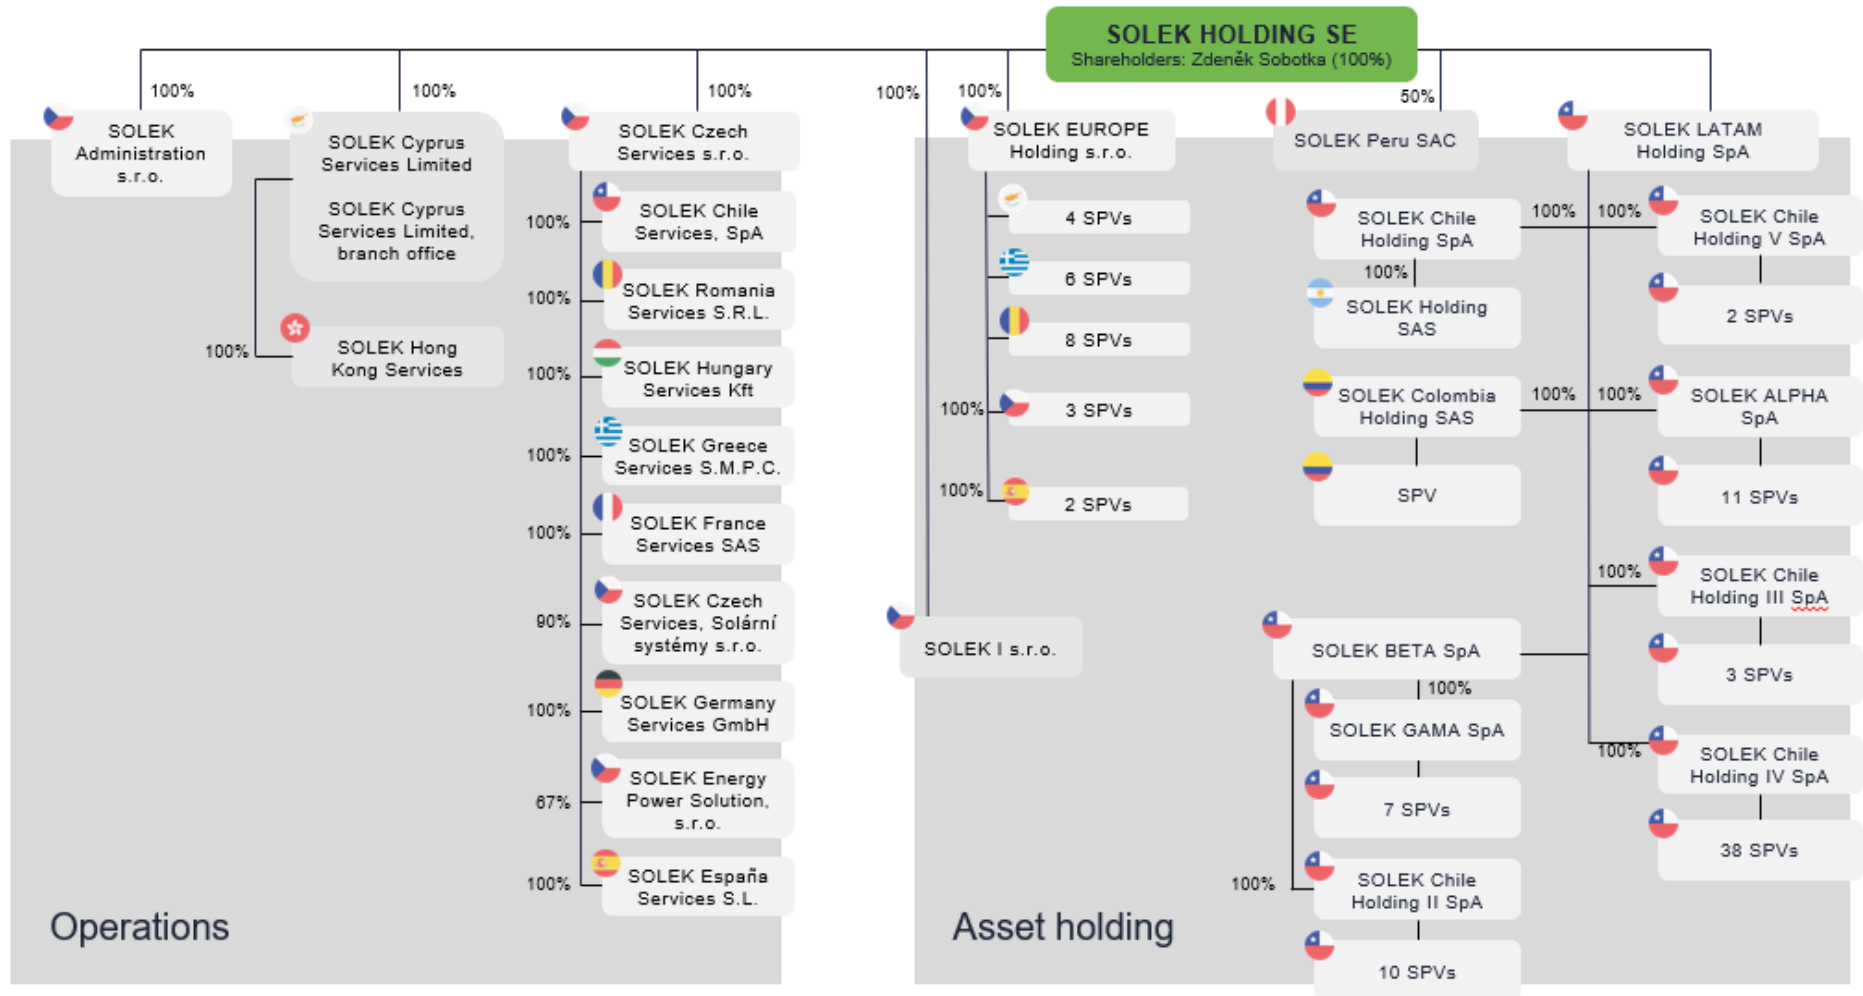 SOLEK HOLDING SE
Shareholders: Zdeněk Sobotka (100%)
100%
100%
100%
100%
100%
50%
SOLEK
Administration
s.r.o.
SOLEK Cyprus
Services Limited
SOLEK Cyprus
Services Limited,
branch office
100%
SOLEK Hong
Kong Services
SOLEK Czech
Services s.r.o.
100%
SOLEK Chile
Services, SpA
100%
SOLEK Romania
Services S.R.L.
100%
SOLEK Hungary
Services Kft
100%
SOLEK Greece
Services S.M.P.C.
100%
SOLEK France
Services SAS
90%
SOLEK Czech
Services, Solární
systémy s.r.o.
100%
SOLEK Germany
Services GmbH
67%
SOLEK Energy
Power Solution,
s.r.o.
100%
SOLEK España
Services S.L.
Operations
SOLEK EUROPE
Holding s.r.o.
4 SPVs
6 SPVs
8 SPVs
100%
3 SPVs
100%
2 SPVs
SOLEK I s.r.o.
SOLEK Peru SAC
SOLEK LATAM
Holding SpA
SOLEK Chile
Holding SpA
100%
100%
SOLEK Chile
Holding V SpA
100%
SOLEK Holding
SAS
2 SPVs
SOLEK Colombia
Holding SAS
100%
100%
SOLEK ALPHA
SpA
SPV
11 SPVs
100%
SOLEK Chile
Holding III SpA
SOLEK BETA SpA
3 SPVs
100%
SOLEK GAMA SpA
100%
SOLEK Chile
Holding IV SpA
7 SPVs
38 SPVs
100%
SOLEK Chile
Holding II SpA
10 SPVs
Asset holding